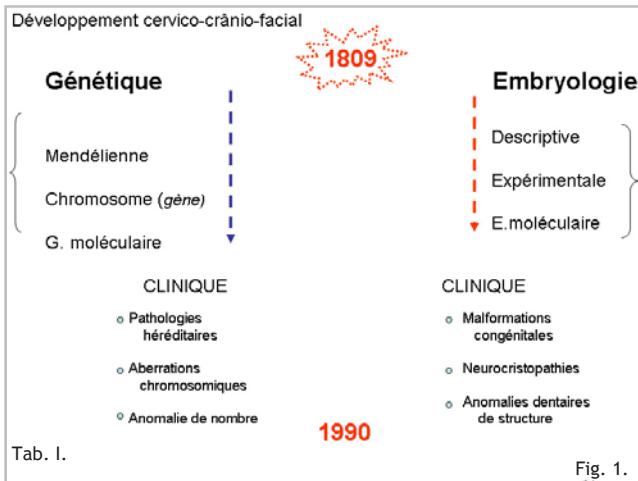 Développement cervico-crânio-facial
1809
Génétique
Embryologie
Mendélienne
Chromosome (gène)
G. moléculaire
Descriptive
Expérimentale
E.moléculaire
CLINIQUE
Pathologies
héréditaires
Aberrations
chromosomiques
Anomalie de nombre
CLINIQUE
Malformations
congénitales
Neurocristopathies
Anomalies dentaires
de structure
1990
Tab. I.
Fig. 1.